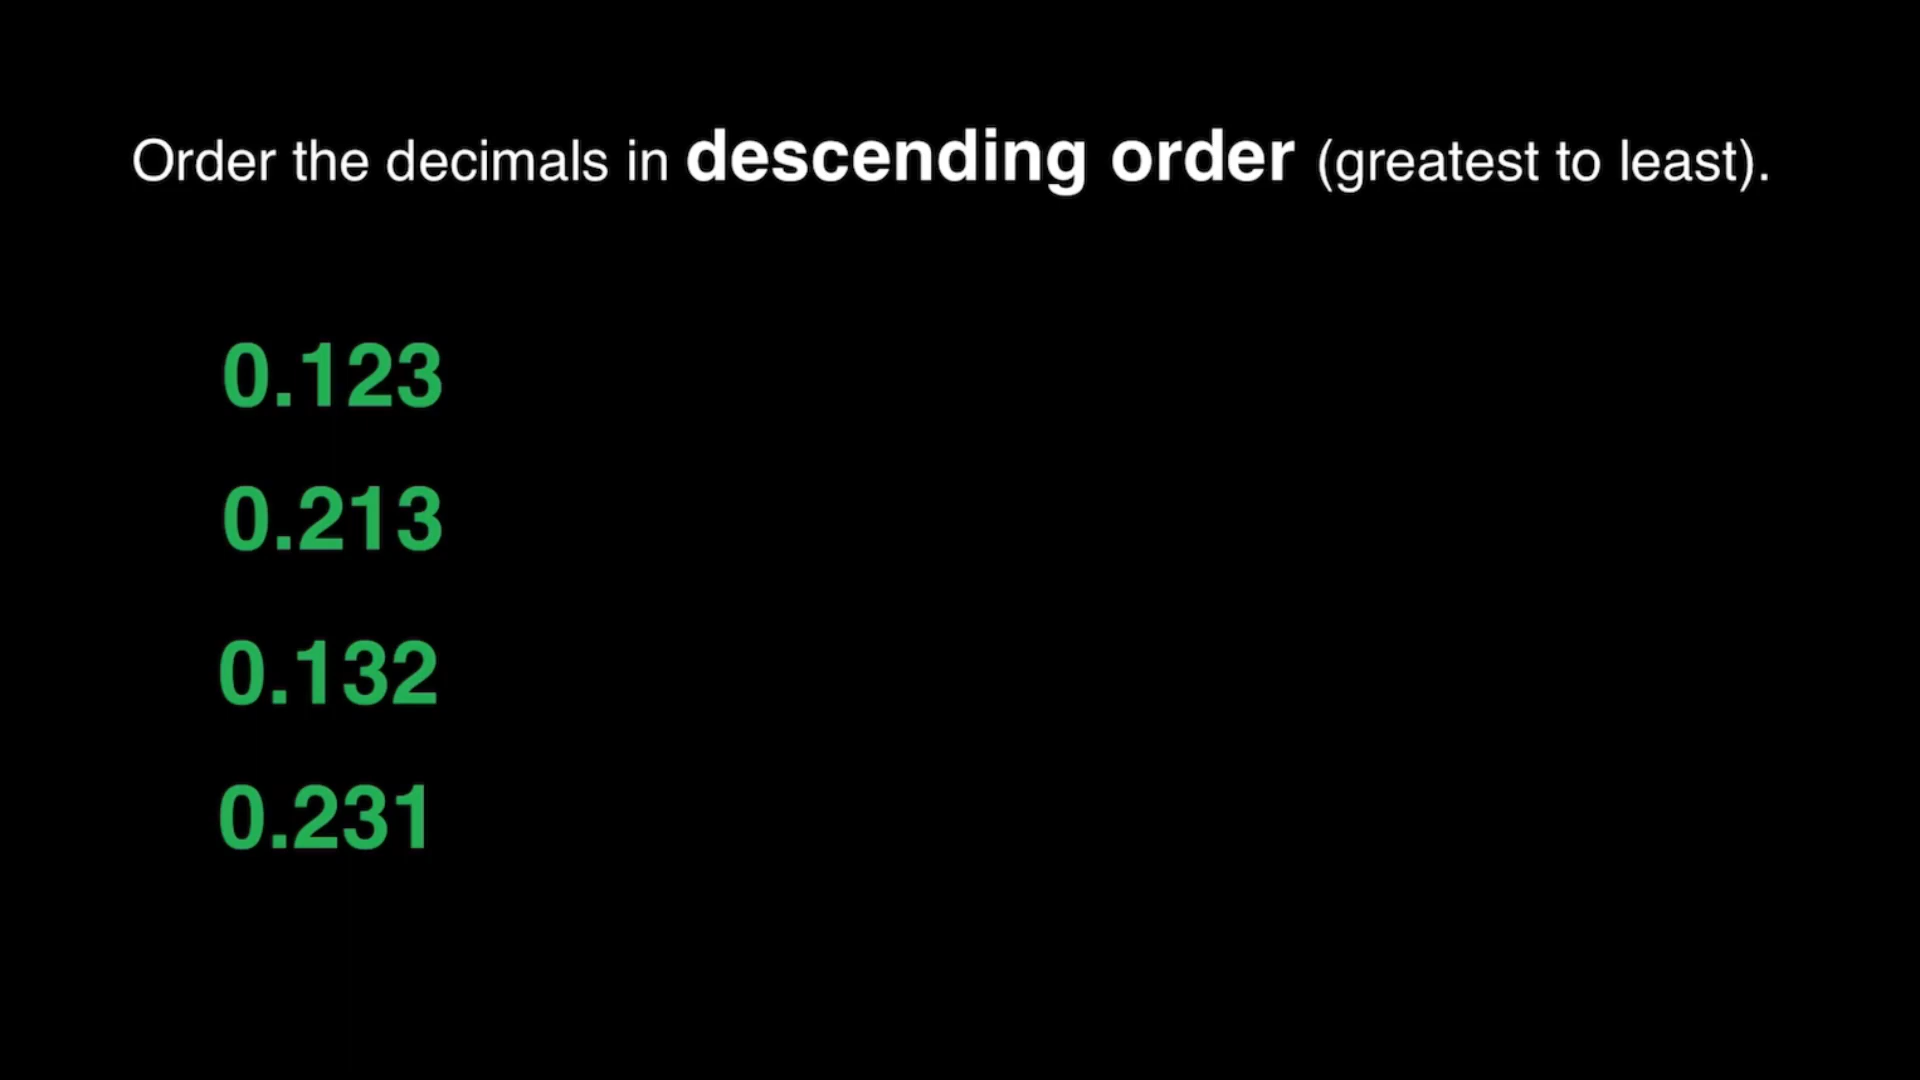 Order the decimals in descending order (greatest to least).
0.123
0.213
0.132
0.231